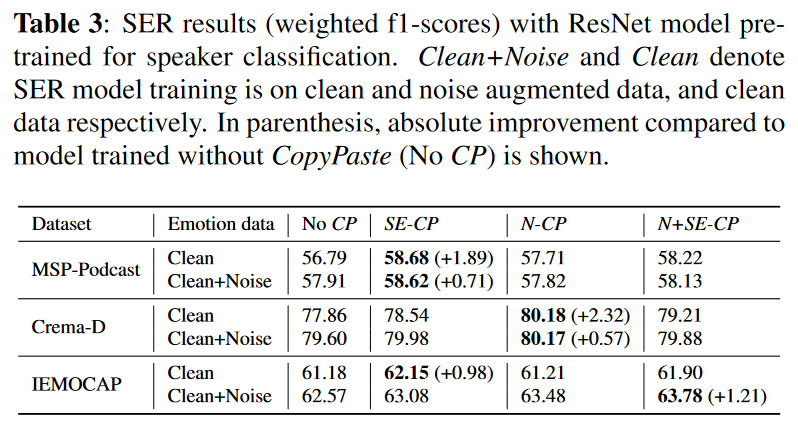 Table 3: SER results (weighted f1-scores) with ResNet model pre-
trained for speaker classification. Clean+Noise and Clean denote
SER model training is on clean and noise augmented data, and clean
data respectively. In parenthesis, absolute improvement compared to
model trained without CopyPaste (No CP) is shown.
Dataset Emotion data No CP SE-CP N-CP N+SE-CP
MSP-Podcast Clean 56.79 58.68 (+1.89) 57.71 58.22
Clean+Noise 57.91 58.62 (+0.71) 57.82 58.13
Crema-D Clean 77.86 78.54 80.18 (+2.32) 79.21
Clean+Noise 79.60 79.98 80.17 (+0.57) 79.88
IEMOCAP Clean 61.18 62.15 (+0.98) 61.21 61.90
Clean+Noise 62.57 63.08 63.48 63.78 (+1.21)